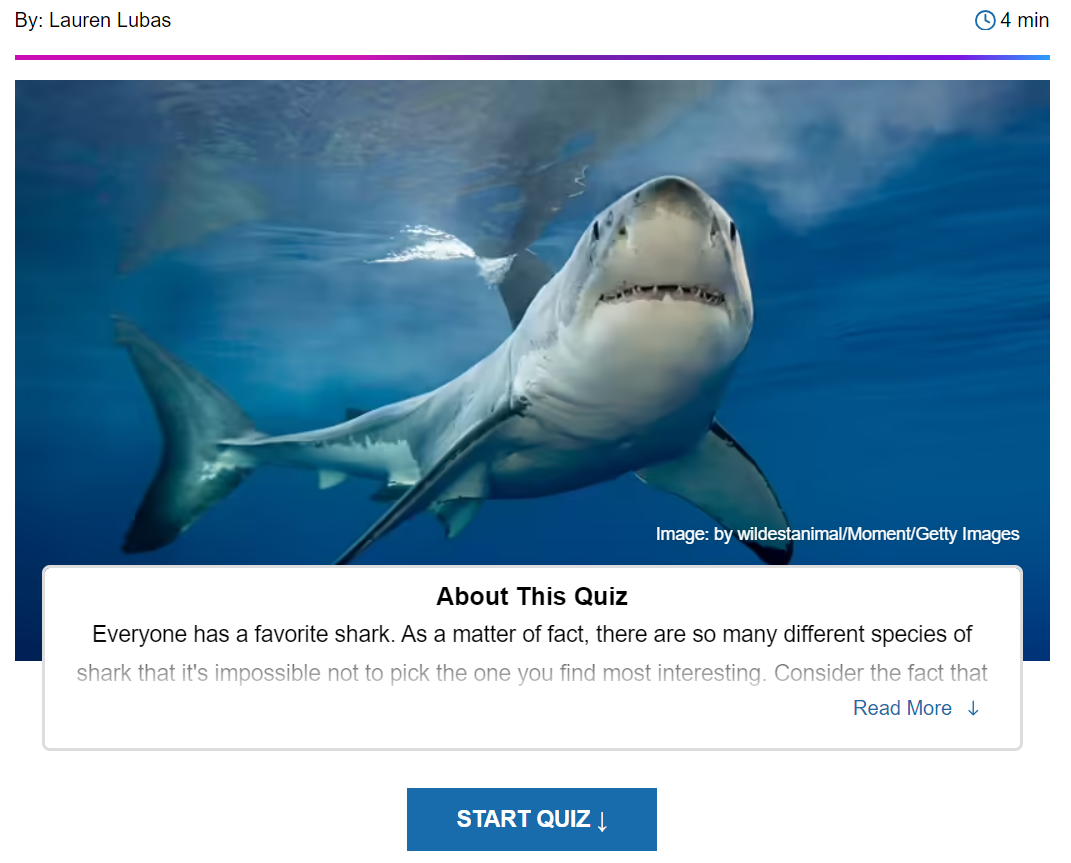 By: Lauren Lubas
4 min
Image: by wildestanimal/Moment/Getty Images
About This Quiz
Everyone has a favorite shark. As a matter of fact, there are so many different species of
shark that it's impossible not to pick the one you find most interesting. Consider the fact that
Read More ↓
START QUIZ ↓